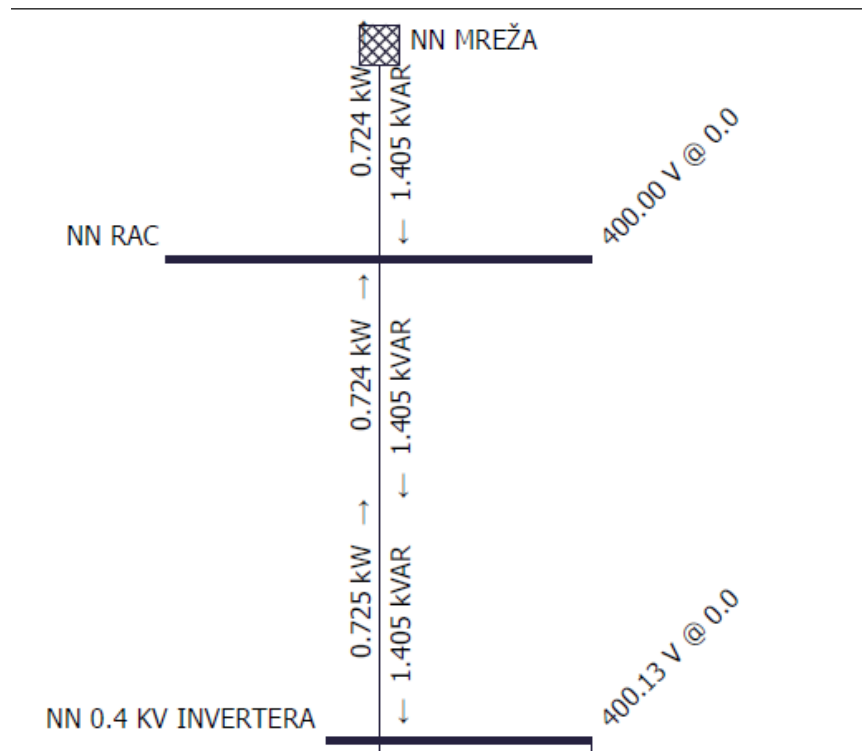 NN MREŽA
0.724 kW
1.405 kVAR
400.00 V @ 0.0
NN RAC
0.724 kW
1.405 kVAR
0.725 kW
1.405 kVAR
400.13 V @ 0.0
NN 0.4 KV INVERTERA